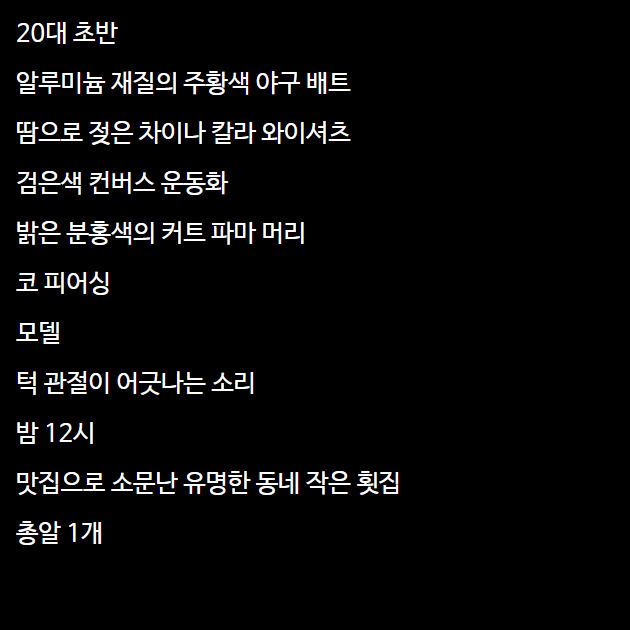 20대 초반
알루미늄 재질의 주황색 야구 배트
땀으로 젖은 차이나 칼라 와이셔츠
검은색 컨버스 운동화
밝은 분홍색의 커트 파마 머리
코 피어싱
모델
턱 관절이 어긋나는 소리
밤 12시
맛집으로 소문난 유명한 동네 작은 횟집
총알 1개